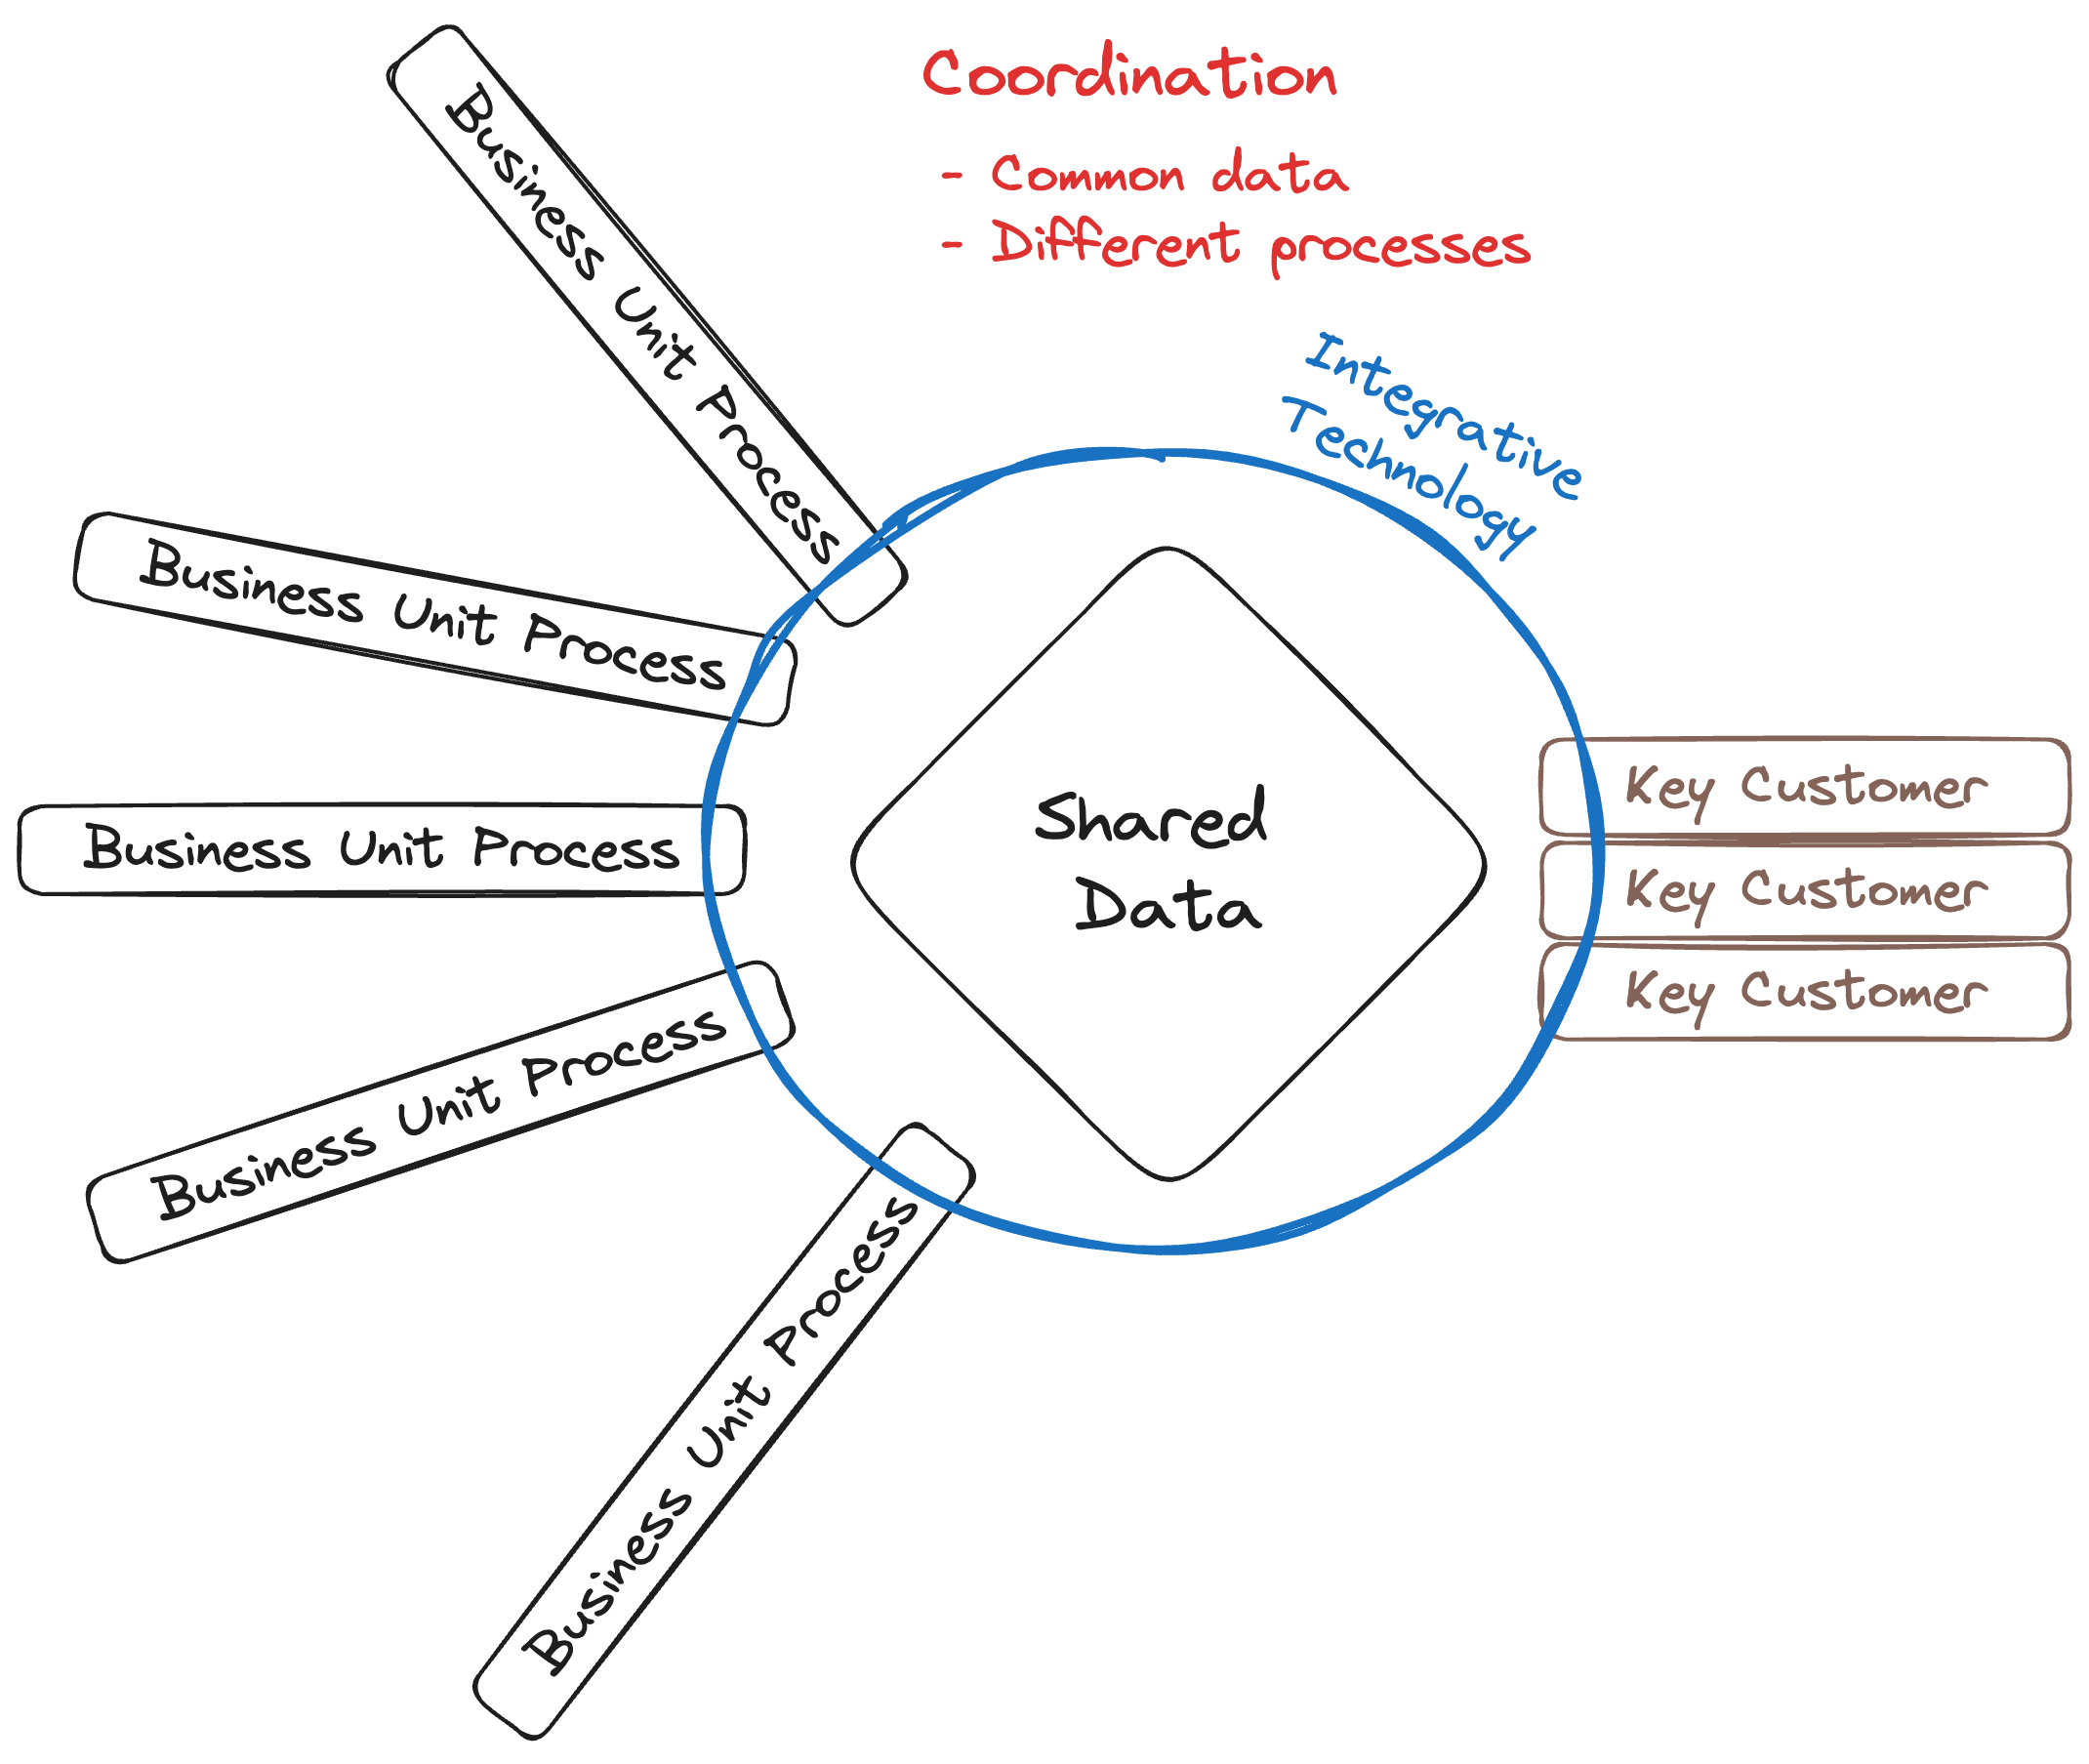 Coordination
- Common data
- Different processes
Integrative
Technology
Business Unit Process
Business Unit Process
Business Unit Process
Business Unit Process
Business Unit Process
Shared
Data
Key Customer
Key Customer
Key Customer